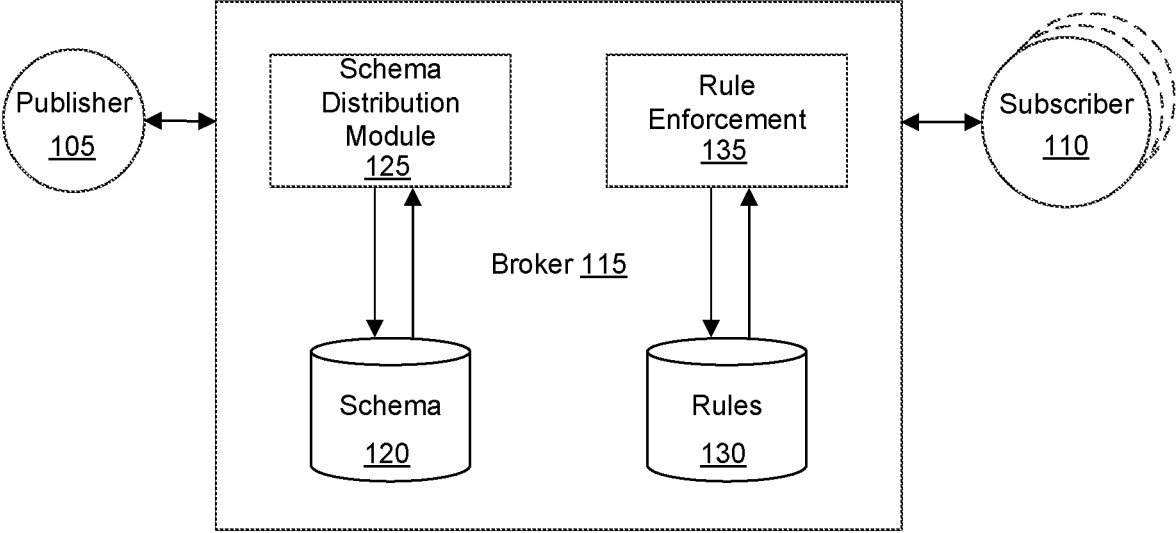 Publisher
105
Schema
Distribution
Module
125
Rule
Enforcement
135
Subscriber
110
Broker 115
Schema
120
Rules
130